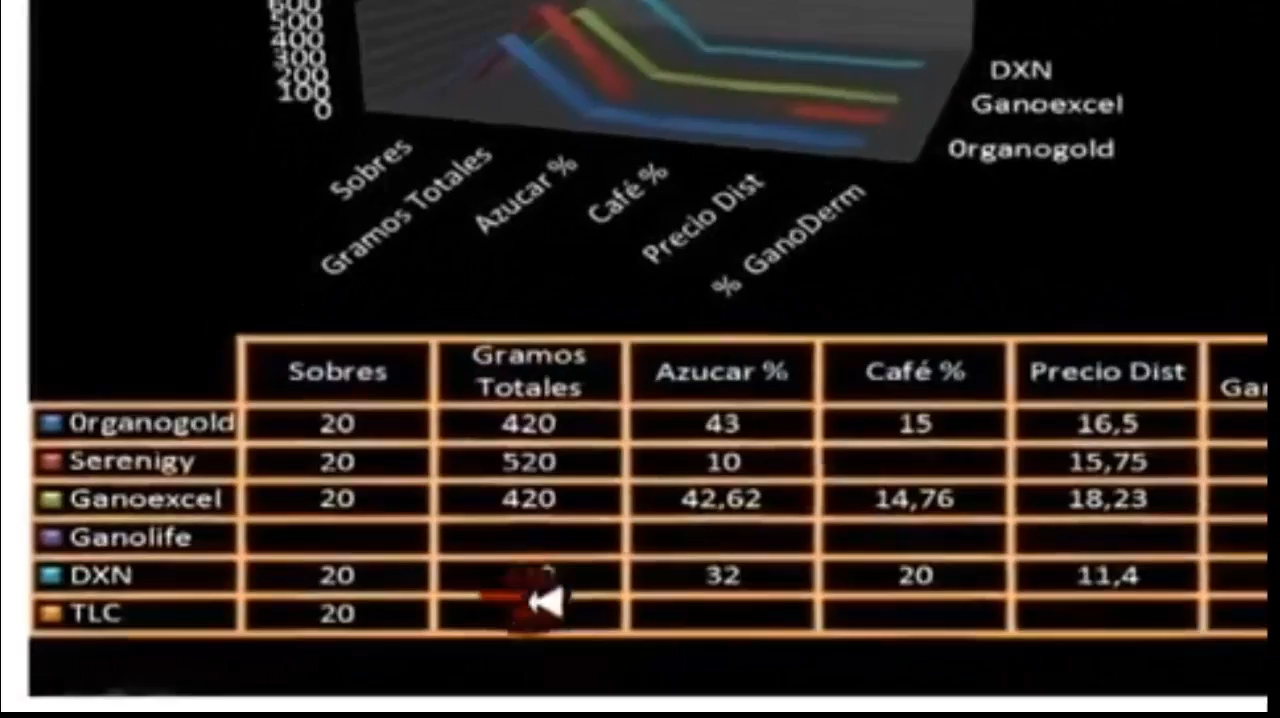 600
500
400
300
200
100
0
DXN
Ganoexcel
0rganogold
Sobres
Gramos Totales
Azucar %
Café %
Precio Dist
% GanoDerm
Sobres Gramos Totales Azucar % Café % Precio Dist
0rganogold 20 420 43 15 16,5
Serenigy 20 520 10 15,75
Ganoexcel 20 420 42,62 14,76 18,23
Ganolife
DXN 20 32 20 11,4
TLC 20